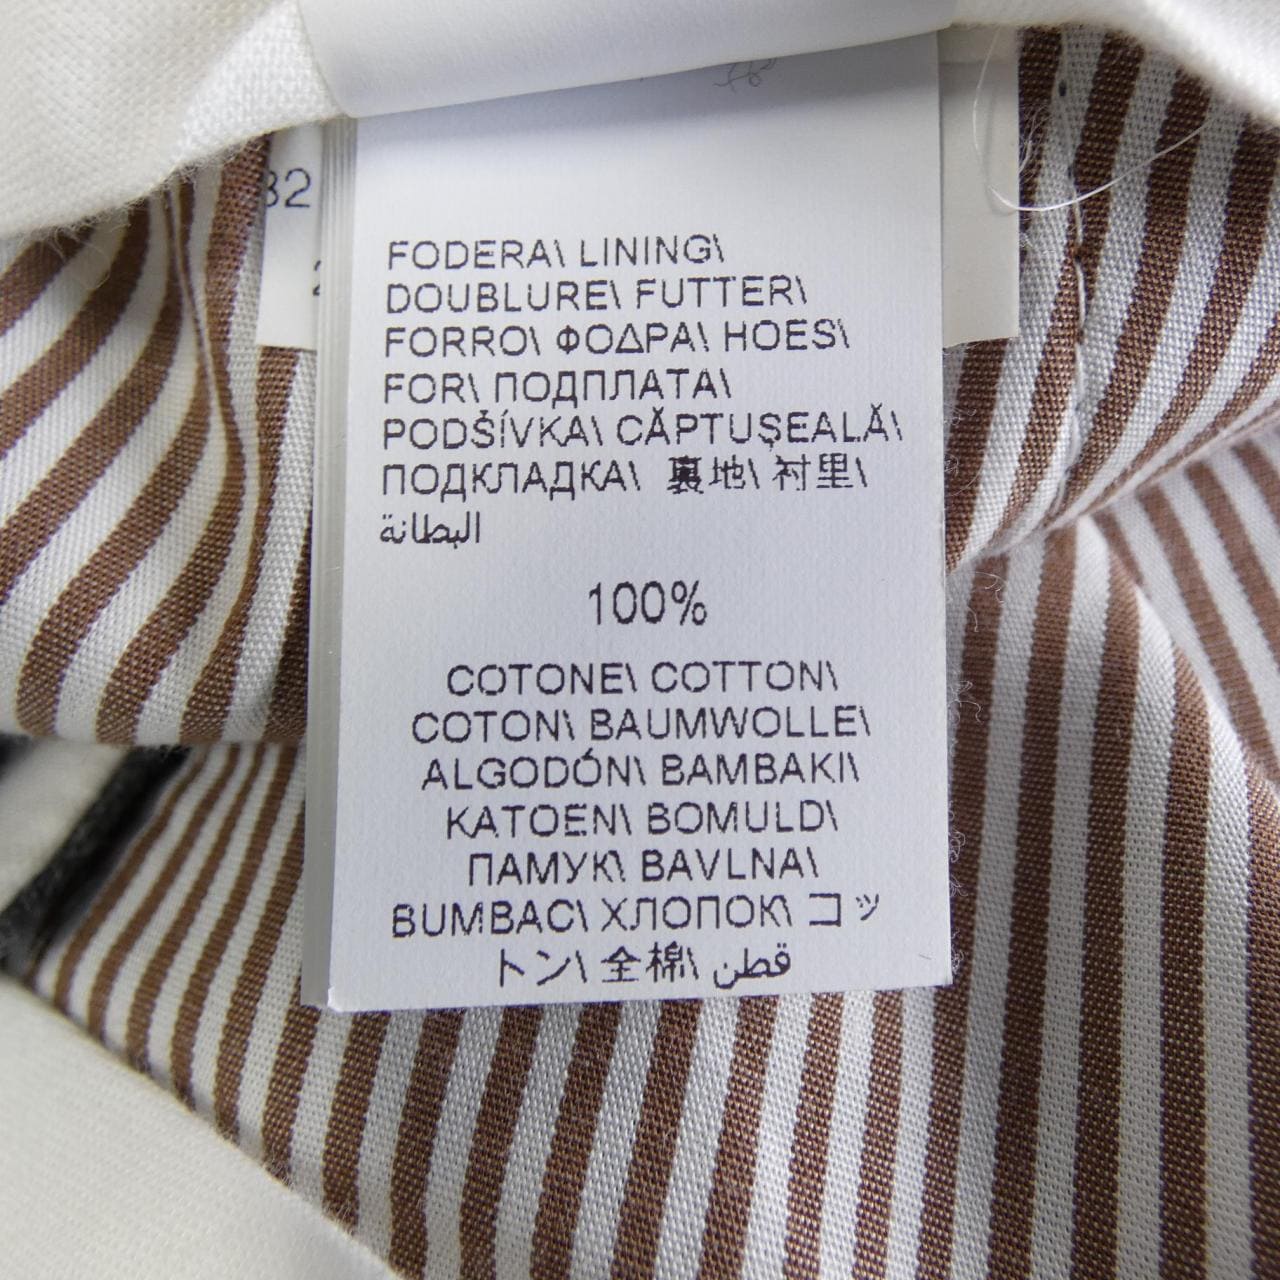 32
FODERA\ LINING\
DOUBLURE\ FUTTER\
FORRO\ ΦΟΔΡΑ\ HOES\
FOR\ ПОДПЛАТА\
PODŠÍVKA\ CĂPTUŞEALĂ\
ПОДКЛАДКА\ 裏地\ 衬里\
البطانة
100%
COTONE\ COTTON\
COTON\ BAUMWOLLE\
ALGODÓN\ BAMBAKI\
KATOEN\ BOMULD\
ПАМУК\ BAVLNA\
BUMBAC\ ХЛОПОК\ コッ
トン\ 全棉\ قطن